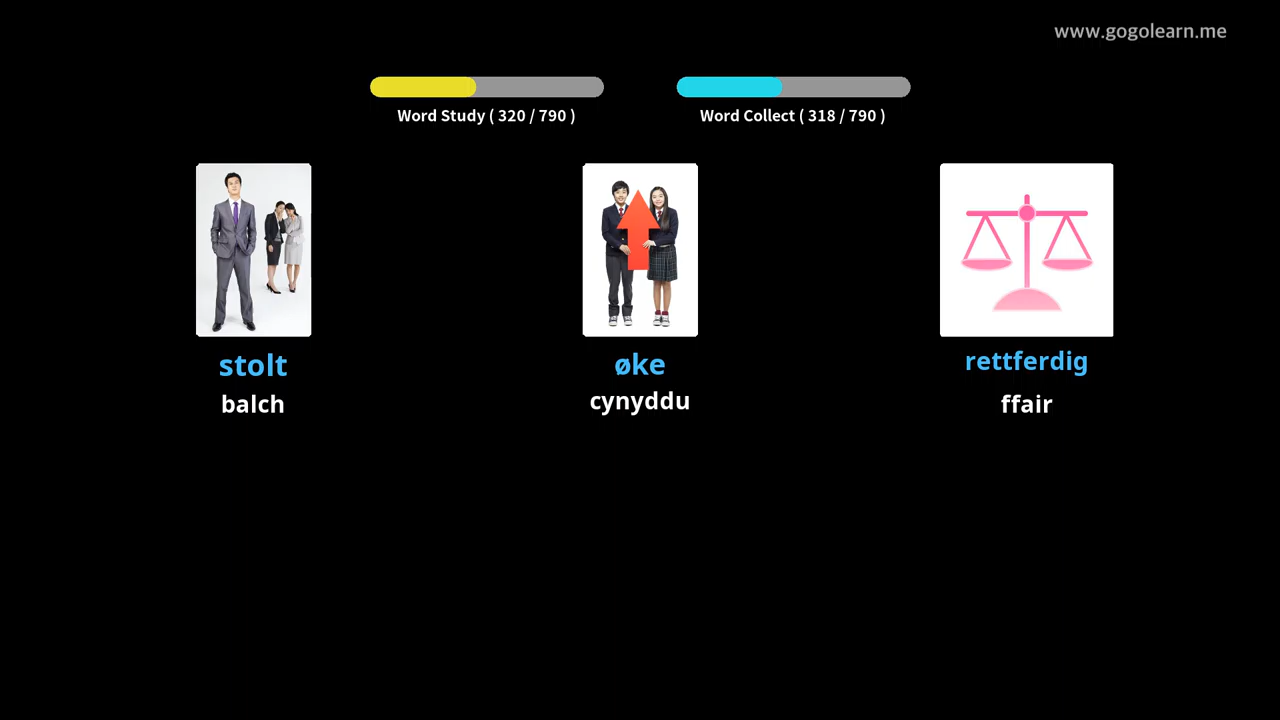 www.gogolearn.me
Word Study ( 320 / 790 )
Word Collect ( 318 / 790 )
stolt
øke
rettferdig
balch
cynyddu
ffair